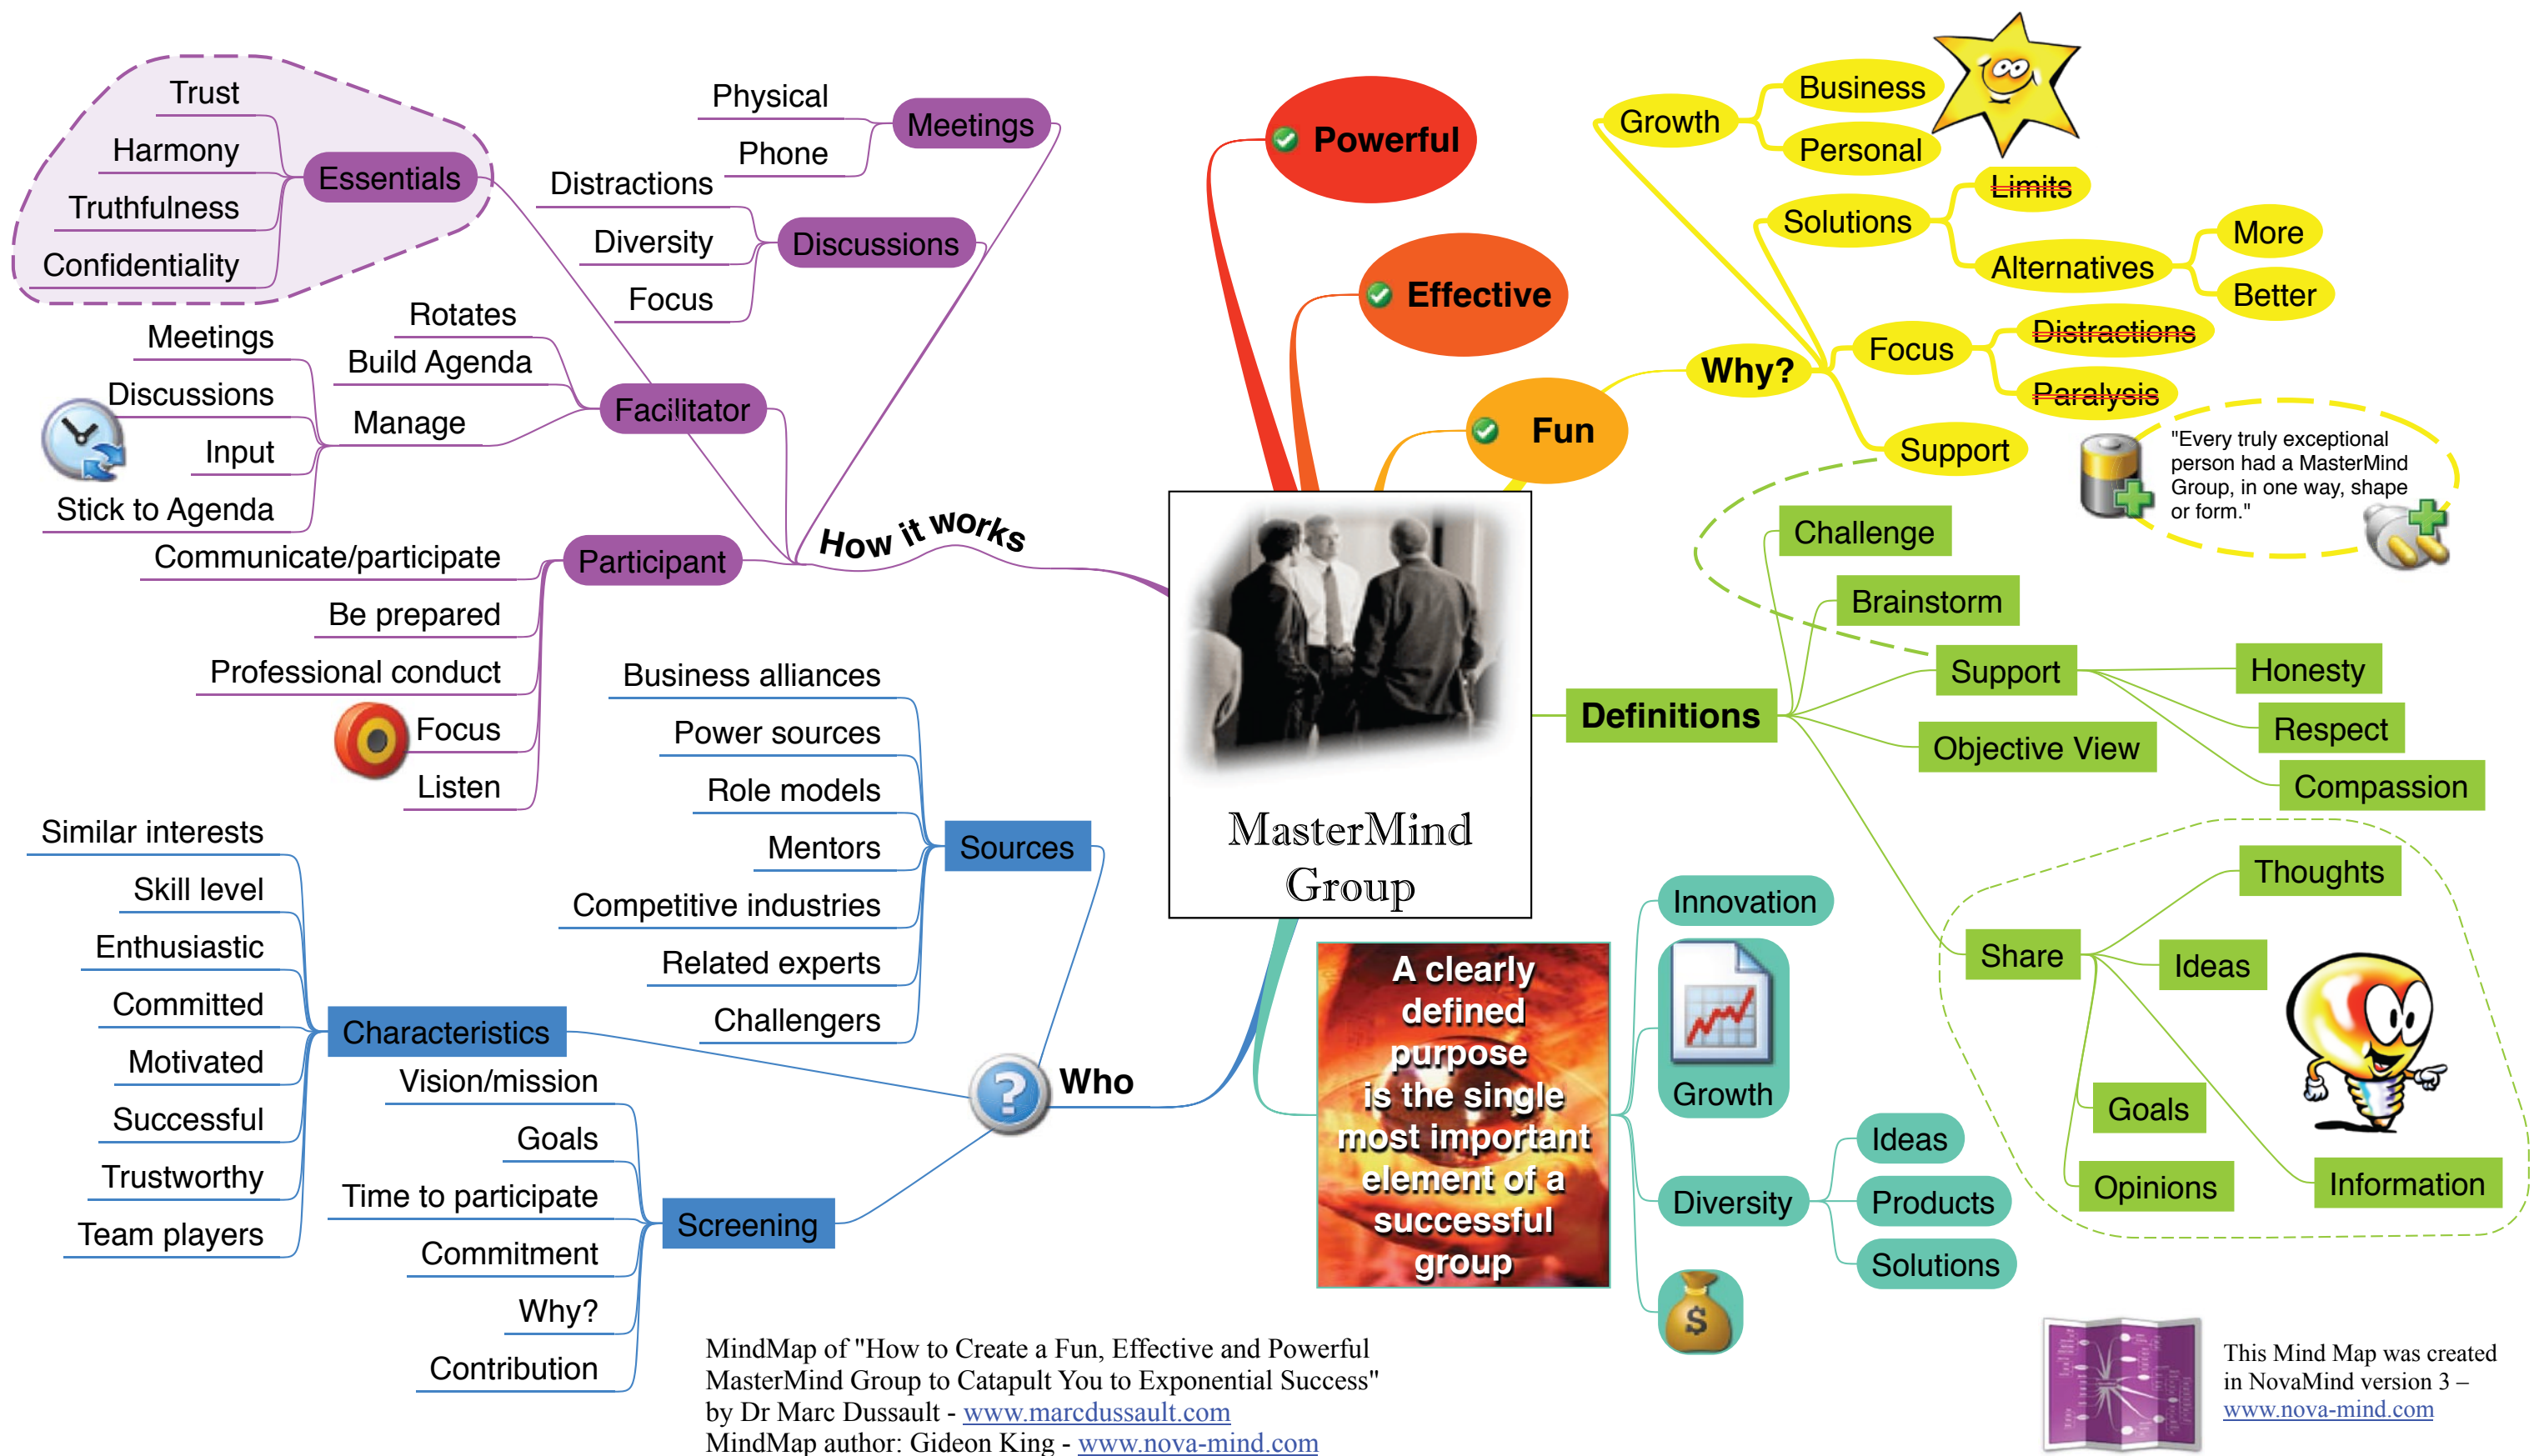 MasterMind
Group
Powerful
Effective
Fun
Why?
Growth
Business
Personal
Solutions
Limits
Alternatives
More
Better
Focus
Distractions
Paralysis
Support
"Every truly exceptional
person had a MasterMind
Group, in one way, shape
or form."
Definitions
Challenge
Brainstorm
Support
Honesty
Respect
Compassion
Objective View
Share
Thoughts
Ideas
Goals
Opinions
Information
A clearly
defined
purpose
is the single
most important
element of a
successful
group
Innovation
Growth
Diversity
Ideas
Products
Solutions
$
Who
?
Sources
Business alliances
Power sources
Role models
Mentors
Competitive industries
Related experts
Challengers
Characteristics
Similar interests
Skill level
Enthusiastic
Committed
Motivated
Successful
Trustworthy
Team players
Screening
Vision/mission
Goals
Time to participate
Commitment
Why?
Contribution
How it works
Meetings
Physical
Phone
Discussions
Distractions
Diversity
Focus
Essentials
Trust
Harmony
Truthfulness
Confidentiality
Facilitator
Rotates
Build Agenda
Manage
Meetings
Discussions
Input
Stick to Agenda
Participant
Communicate/participate
Be prepared
Professional conduct
Focus
Listen
MindMap of "How to Create a Fun, Effective and Powerful
MasterMind Group to Catapult You to Exponential Success"
by Dr Marc Dussault - www.marcdussault.com
MindMap author: Gideon King - www.nova-mind.com
This Mind Map was created
in NovaMind version 3 –
www.nova-mind.com